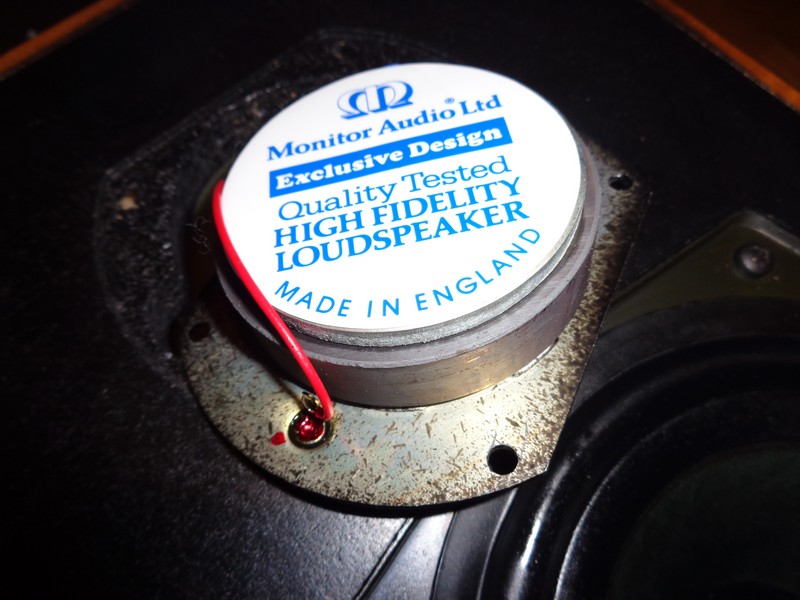 Monitor Audio® Ltd
Exclusive Design
Quality Tested
HIGH FIDELITY
LOUDSPEAKER
MADE IN ENGLAND